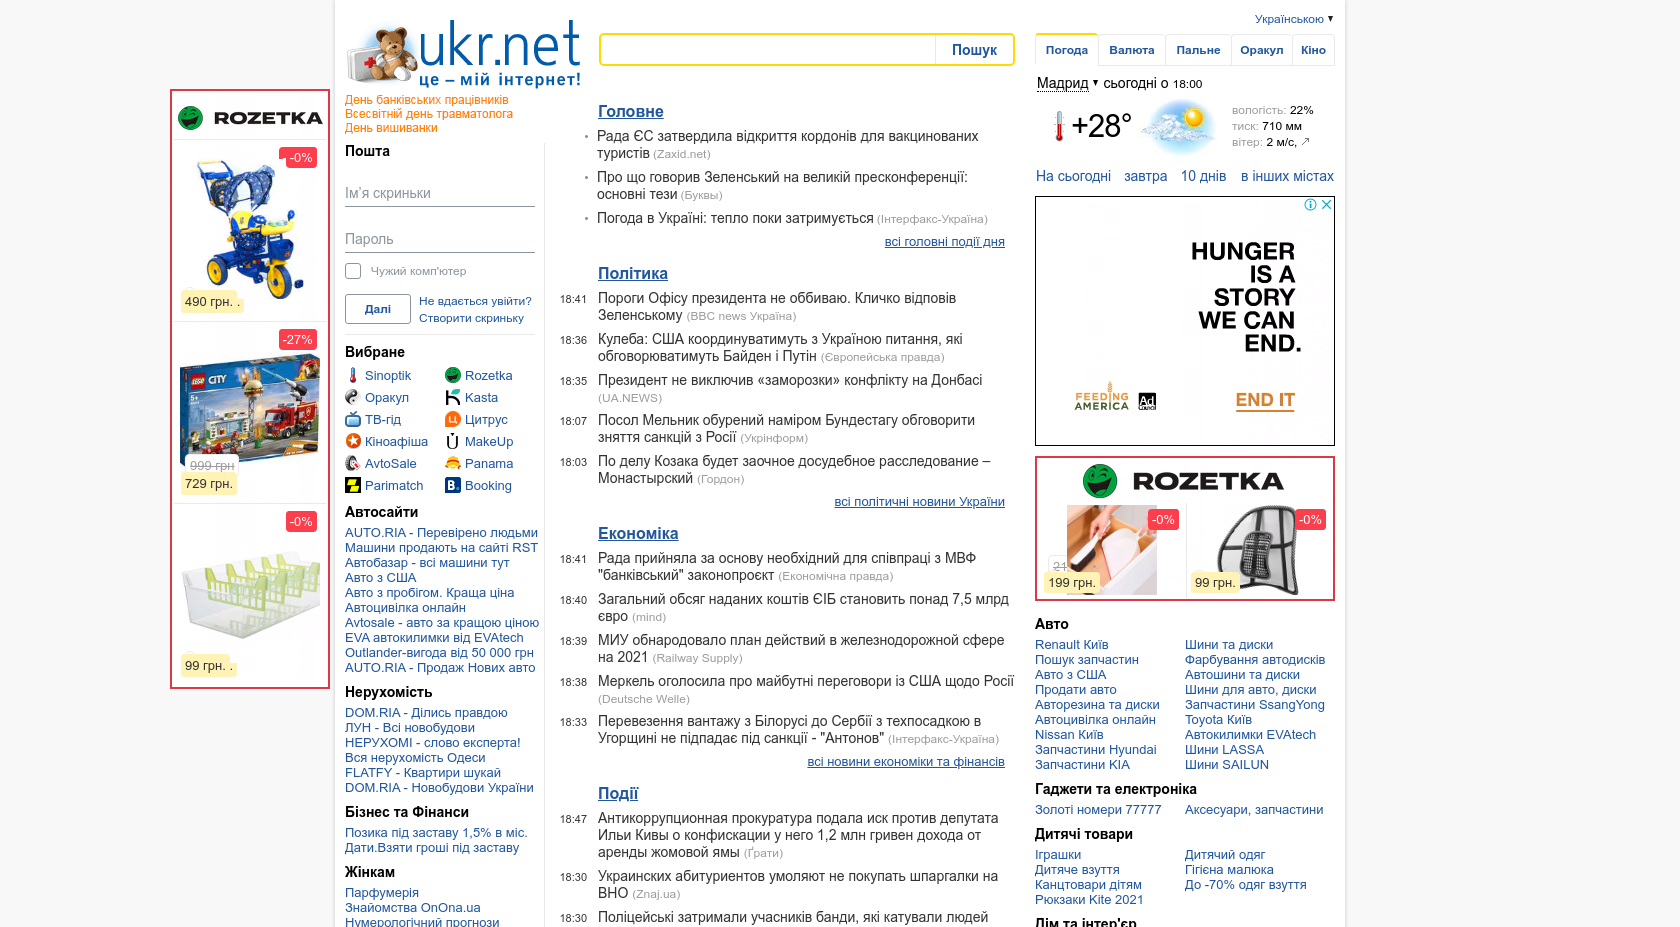 Українською ▼
ukr.net
це – мій інтернет!
Пошук
Погода
Валюта
Пальне
Оракул
Кіно
День банківських працівників
Всесвітній день травматолога
День вишиванки
ROZETKA
-0%
490 грн. .
-27%
LEGO CITY
5+
999 грн
729 грн.
-0%
99 грн. .
Пошта
Ім'я скриньки
Пароль
Чужий комп'ютер
Далі
Не вдається увійти?
Створити скриньку
Вибране
Sinoptik
Rozetka
Оракул
Kasta
ТВ-гід
Цитрус
Кіноафіша
MakeUp
AvtoSale
Panama
Parimatch
Booking
Автосайти
AUTO.RIA - Перевірено людьми
Машини продають на сайті RST
Автобазар - всі машини тут
Авто з США
Авто з пробігом. Краща ціна
Автоцивілка онлайн
Avtosale - авто за кращою ціною
EVA автокилимки від EVAtech
Outlander-вигода від 50 000 грн
AUTO.RIA - Продаж Нових авто
Нерухомість
DOM.RIA - Ділись правдою
ЛУН - Всі новобудови
НЕРУХОМІ - слово експерта!
Вся нерухомість Одеси
FLATFY - Квартири шукай
DOM.RIA - Новобудови України
Бізнес та Фінанси
Позика під заставу 1,5% в міс.
Дати.Взяти гроші під заставу
Жінкам
Парфумерія
Знайомства OnOna.ua
Нумерологічний прогнози
Головне
Рада ЄС затвердила відкриття кордонів для вакцинованих
туристів (Zaxid.net)
Про що говорив Зеленський на великій пресконференції:
основні тези (Буквы)
Погода в Україні: тепло поки затримується (Інтерфакс-Україна)
всі головні події дня
Політика
18:41 Пороги Офісу президента не оббиваю. Кличко відповів
Зеленському (BBC news Україна)
18:36 Кулеба: США координуватимуть з Україною питання, які
обговорюватимуть Байден і Путін (Європейська правда)
18:35 Президент не виключив «заморозки» конфлікту на Донбасі
(UA.NEWS)
18:07 Посол Мельник обурений наміром Бундестагу обговорити
зняття санкцій з Росії (Укрінформ)
18:03 По делу Козака будет заочное досудебное расследование –
Монастырский (Гордон)
всі політичні новини України
Економіка
18:41 Рада прийняла за основу необхідний для співпраці з МВФ
"банківський" законопроєкт (Економічна правда)
18:40 Загальний обсяг наданих коштів ЄІБ становить понад 7,5 млрд
євро (mind)
18:39 МИУ обнародовало план действий в железнодорожной сфере
на 2021 (Railway Supply)
18:38 Меркель оголосила про майбутні переговори із США щодо Росії
(Deutsche Welle)
18:33 Перевезення вантажу з Білорусі до Сербії з техпосадкою в
Угорщині не підпадає під санкції - "Антонов" (Інтерфакс-Україна)
всі новини економіки та фінансів
Події
18:47 Антикоррупционная прокуратура подала иск против депутата
Ильи Кивы о конфискации у него 1,2 млн гривен дохода от
аренды жомовой ямы (Ґрати)
18:30 Украинских абитуриентов умоляют не покупать шпаргалки на
ВНО (Znaj.ua)
18:30 Поліцейські затримали учасників банди, які катували людей
Мадрид ▼ сьогодні о 18:00
+28°
вологість: 22%
тиск: 710 мм
вітер: 2 м/с, ↗
На сьогодні
завтра
10 днів
в інших містах
HUNGER
IS A
STORY
WE CAN
END.
FEEDING
AMERICA
Ad
END IT
ROZETKA
-0%
21
199 грн.
-0%
99 грн.
Авто
Renault Київ
Шини та диски
Пошук запчастин
Фарбування автодисків
Авто з США
Автошини та диски
Продати авто
Шини для авто, диски
Авторезина та диски
Запчастини SsangYong
Автоцивілка онлайн
Toyota Київ
Nissan Київ
Автокилимки EVAtech
Запчастини Hyundai
Шини LASSA
Запчастини KIA
Шини SAILUN
Гаджети та електроніка
Золоті номери 77777
Аксесуари, запчастини
Дитячі товари
Іграшки
Дитячий одяг
Дитяче взуття
Гігієна малюка
Канцтовари дітям
До -70% одяг взуття
Рюкзаки Kite 2021
Дім та інтер'єр